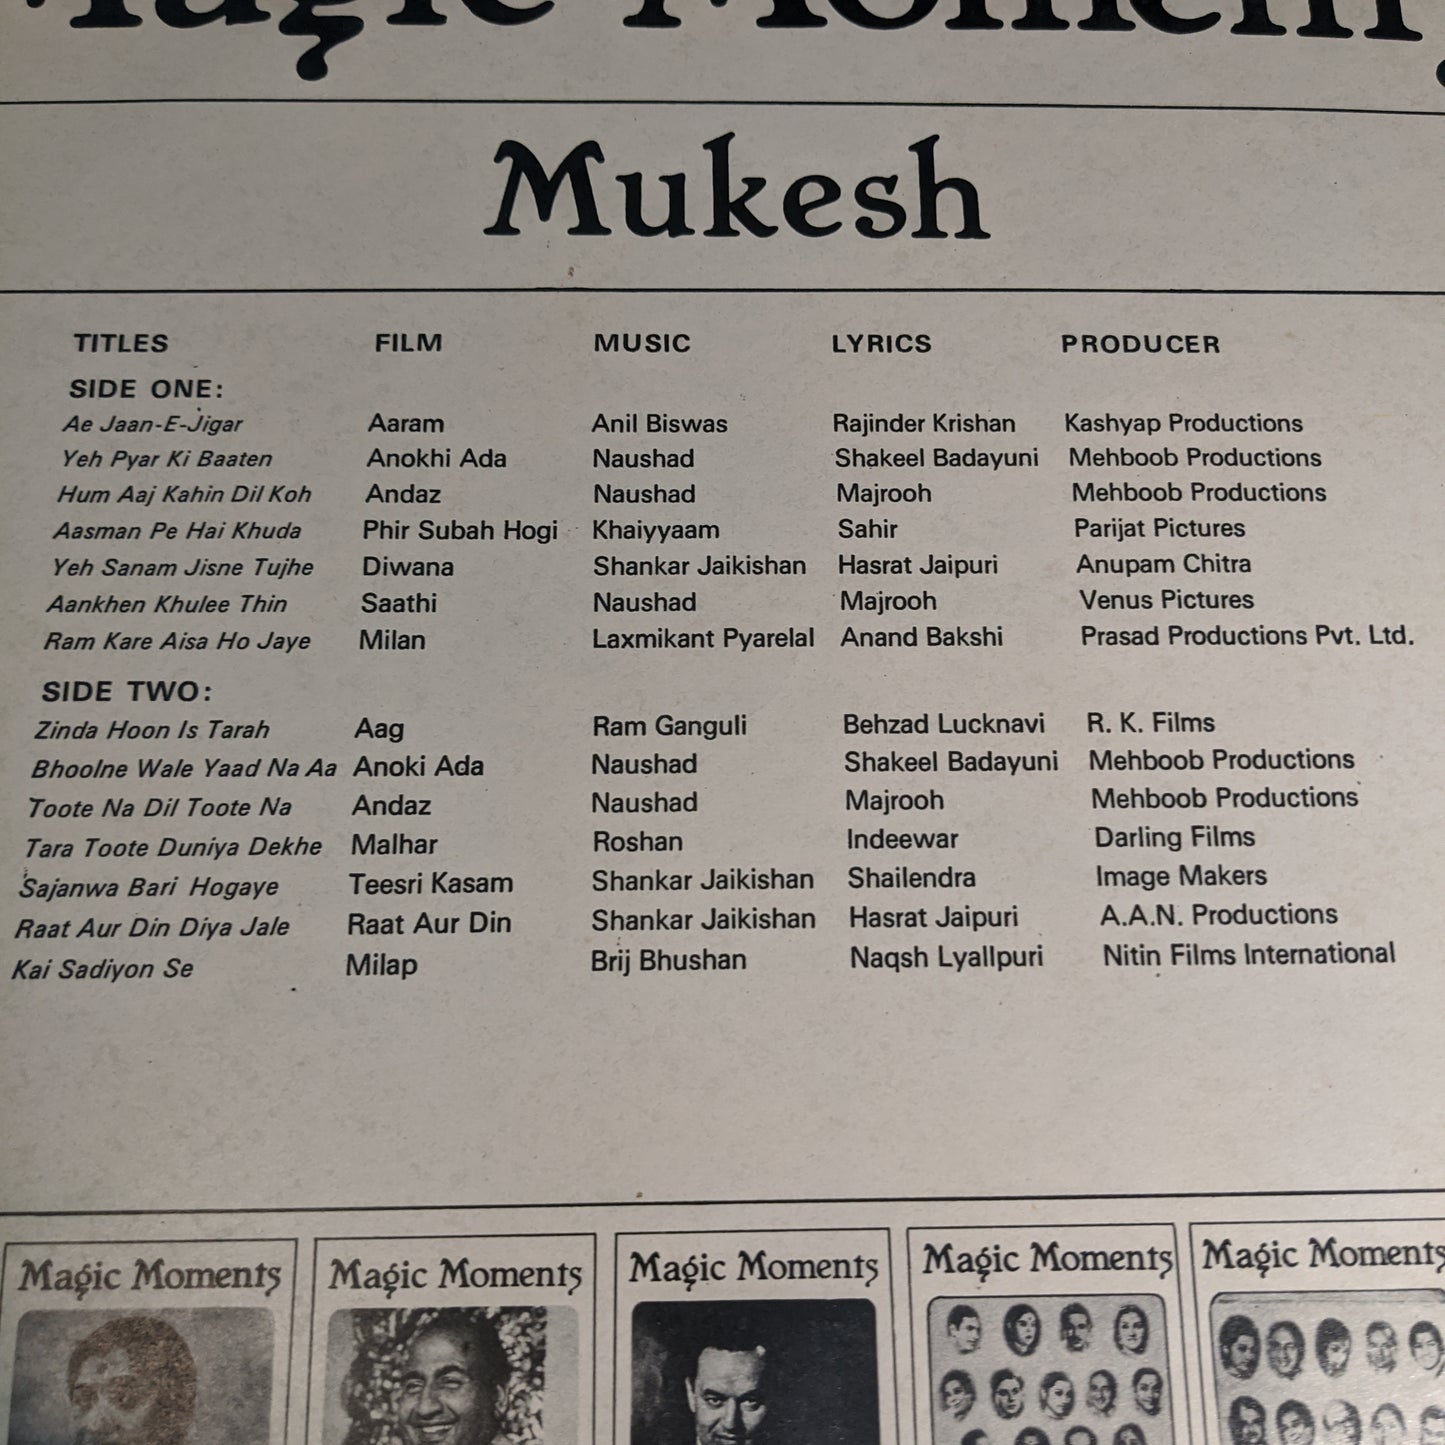 Magic Moments
Mukesh
TITLES FILM MUSIC LYRICS PRODUCER
SIDE ONE:
Ae Jaan-E-Jigar Aaram Anil Biswas Rajinder Krishan Kashyap Productions
Yeh Pyar Ki Baaten Anokhi Ada Naushad Shakeel Badayuni Mehboob Productions
Hum Aaj Kahin Dil Koh Andaz Naushad Majrooh Mehboob Productions
Aasman Pe Hai Khuda Phir Subah Hogi Khaiyyaam Sahir Parijat Pictures
Yeh Sanam Jisne Tujhe Diwana Shankar Jaikishan Hasrat Jaipuri Anupam Chitra
Aankhen Khulee Thin Saathi Naushad Majrooh Venus Pictures
Ram Kare Aisa Ho Jaye Milan Laxmikant Pyarelal Anand Bakshi Prasad Productions Pvt. Ltd.
SIDE TWO:
Zinda Hoon Is Tarah Aag Ram Ganguli Behzad Lucknavi R. K. Films
Bhoolne Wale Yaad Na Aa Anoki Ada Naushad Shakeel Badayuni Mehboob Productions
Toote Na Dil Toote Na Andaz Naushad Majrooh Mehboob Productions
Tara Toote Duniya Dekhe Malhar Roshan Indeewar Darling Films
Sajanwa Bari Hogaye Teesri Kasam Shankar Jaikishan Shailendra Image Makers
Raat Aur Din Diya Jale Raat Aur Din Shankar Jaikishan Hasrat Jaipuri A.A.N. Productions
Kai Sadiyon Se Milap Brij Bhushan Naqsh Lyallpuri Nitin Films International
Magic Moments Magic Moments Magic Moments Magic Moments Magic Moments